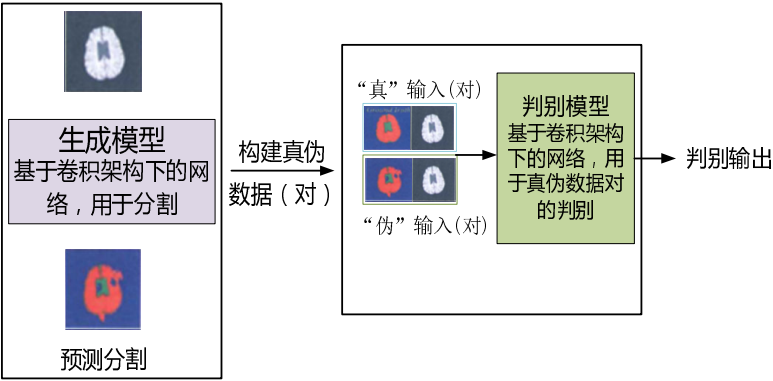 生成模型
基于卷积架构下的网
络，用于分割
预测分割
构建真伪
数据（对）
“真”输入(对)
“伪”输入(对)
判别模型
基于卷积架构
下的网络，用
于真伪数据对
的判别
判别输出